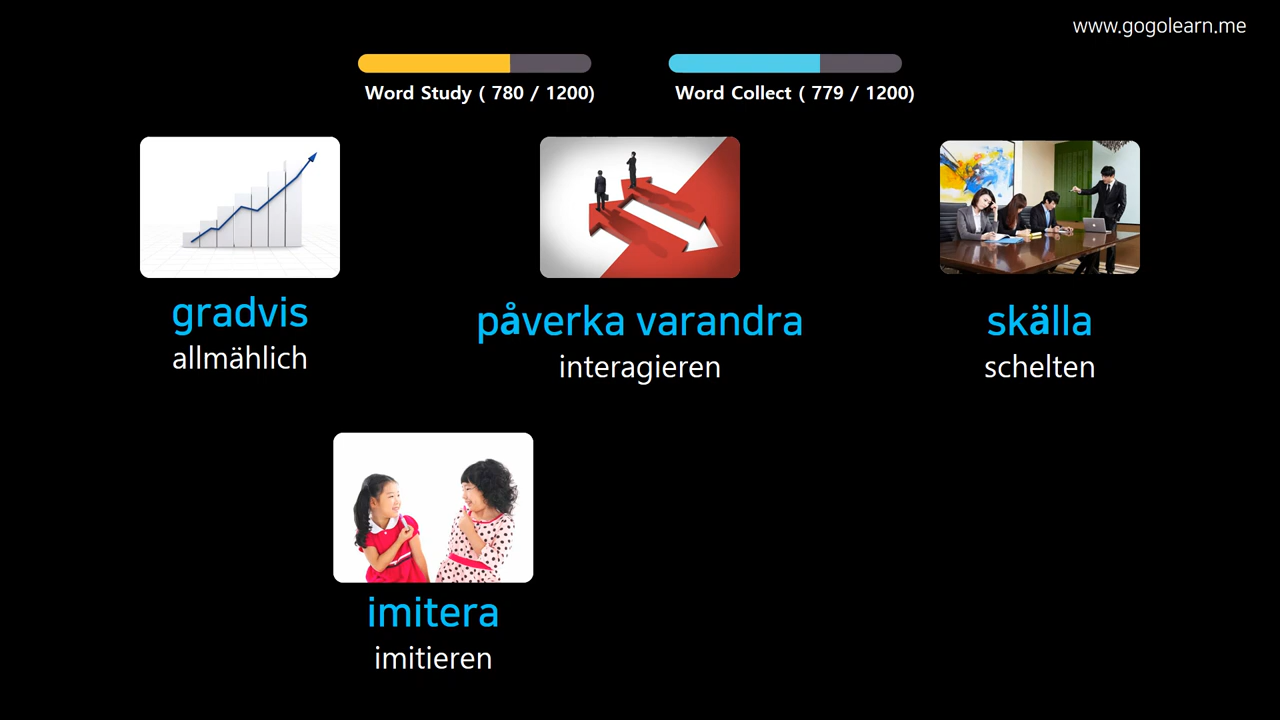 www.gogolearn.me
Word Study ( 780 / 1200)
Word Collect ( 779 / 1200)
gradvis
allmählich
påverka varandra
interagieren
skälla
schelten
imitera
imitieren